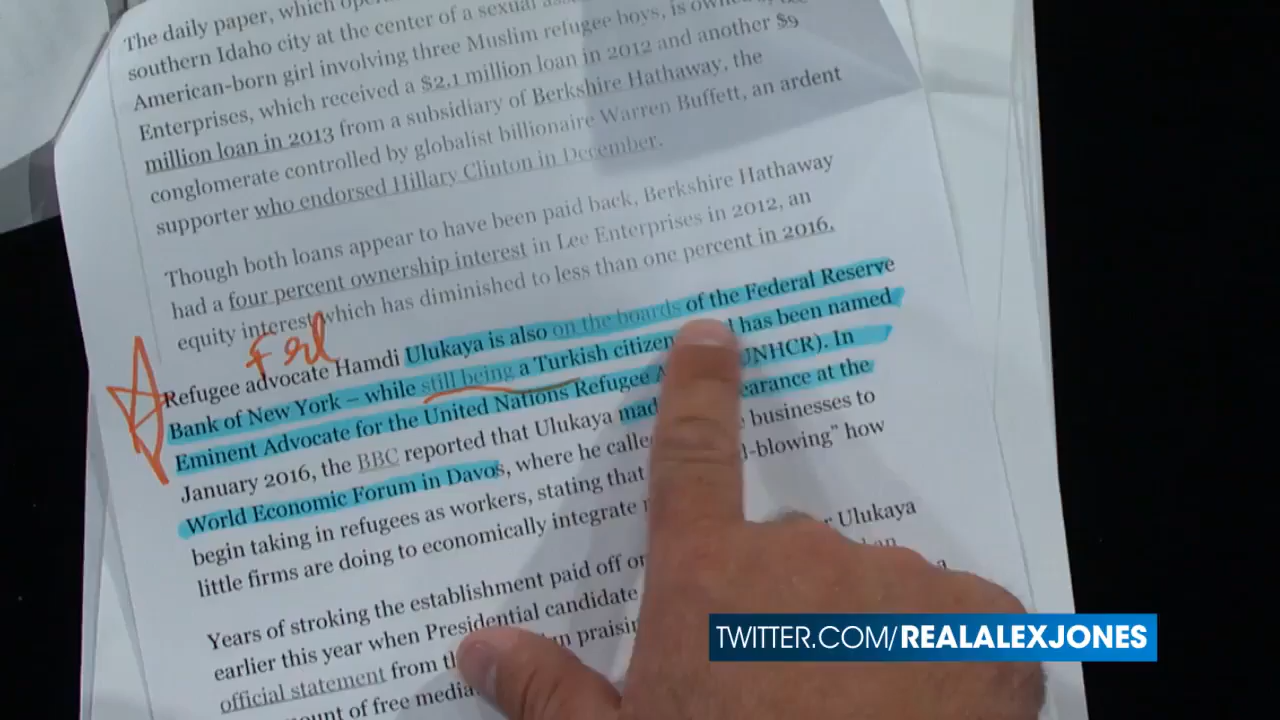 The daily paper, which
southern Idaho city at the center of a sexual
American-born girl involving three Muslim refugee boys, is
Enterprises, which received a $2.1 million loan in 2012 and another $9
million loan in 2013 from a subsidiary of Berkshire Hathaway, the
conglomerate controlled by globalist billionaire Warren Buffett, an ardent
supporter who endorsed Hillary Clinton in December.
Though both loans appear to have been paid back, Berkshire Hathaway
had a four percent ownership interest in Lee Enterprises in 2012, an
equity interest which has diminished to less than one percent in 2016.
Fed
Refugee advocate Hamdi Ulukaya is also on the boards of the Federal Reserve
Bank of New York – while still being a Turkish citizen has been named
Eminent Advocate for the United Nations Refugee UNHCR). In
January 2016, the BBC reported that Ulukaya at the
World Economic Forum in Davos, where he businesses to
begin taking in refugees as workers, stating that how
little firms are doing to economically integrate
Years of stroking the establishment paid off Ulukaya
earlier this year when Presidential candidate
official statement from
of free
TWITTER.COM/REALALEXJONES